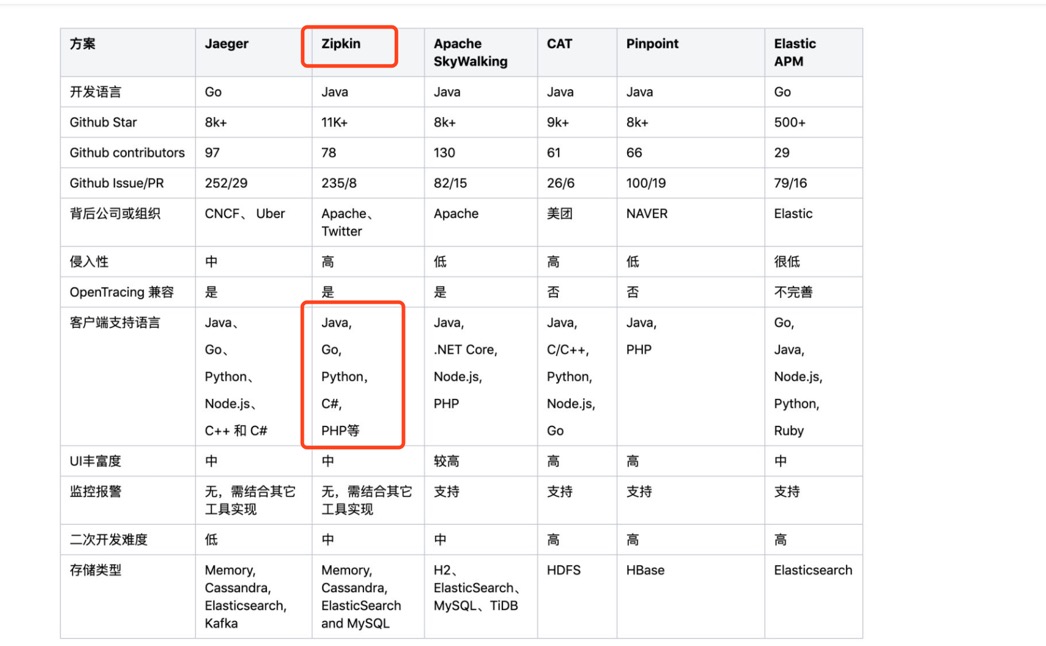 方案 Jaeger Zipkin Apache SkyWalking CAT Pinpoint Elastic APM
开发语言 Go Java Java Java Java Go
Github Star 8k+ 11K+ 8k+ 9k+ 8k+ 500+
Github contributors 97 78 130 61 66 29
Github Issue/PR 252/29 235/8 82/15 26/6 100/19 79/16
背后公司或组织 CNCF、 Uber Apache、 Twitter Apache 美团 NAVER Elastic
侵入性 中 高 低 高 低 很低
OpenTracing 兼容 是 是 是 否 否 不完善
客户端支持语言 Java、 Java, Java, Java, Java, Go,
Go、 Go, .NET Core, C/C++, PHP Java,
Python、 Python, Node.js, Python, Node.js,
Node.js、 C#, PHP Node.js, Python,
C++ 和 C# PHP等 Go Ruby
UI丰富度 中 中 较高 高 高 中
监控报警 无，需结合其它工具实现 无，需结合其它工具实现 支持 支持 支持 支持
二次开发难度 低 中 中 高 高 高
存储类型 Memory, Memory, H2、 HDFS HBase Elasticsearch
Cassandra, Cassandra, ElasticSearch、
Elasticsearch, ElasticSearch MySQL、TiDB
Kafka and MySQL